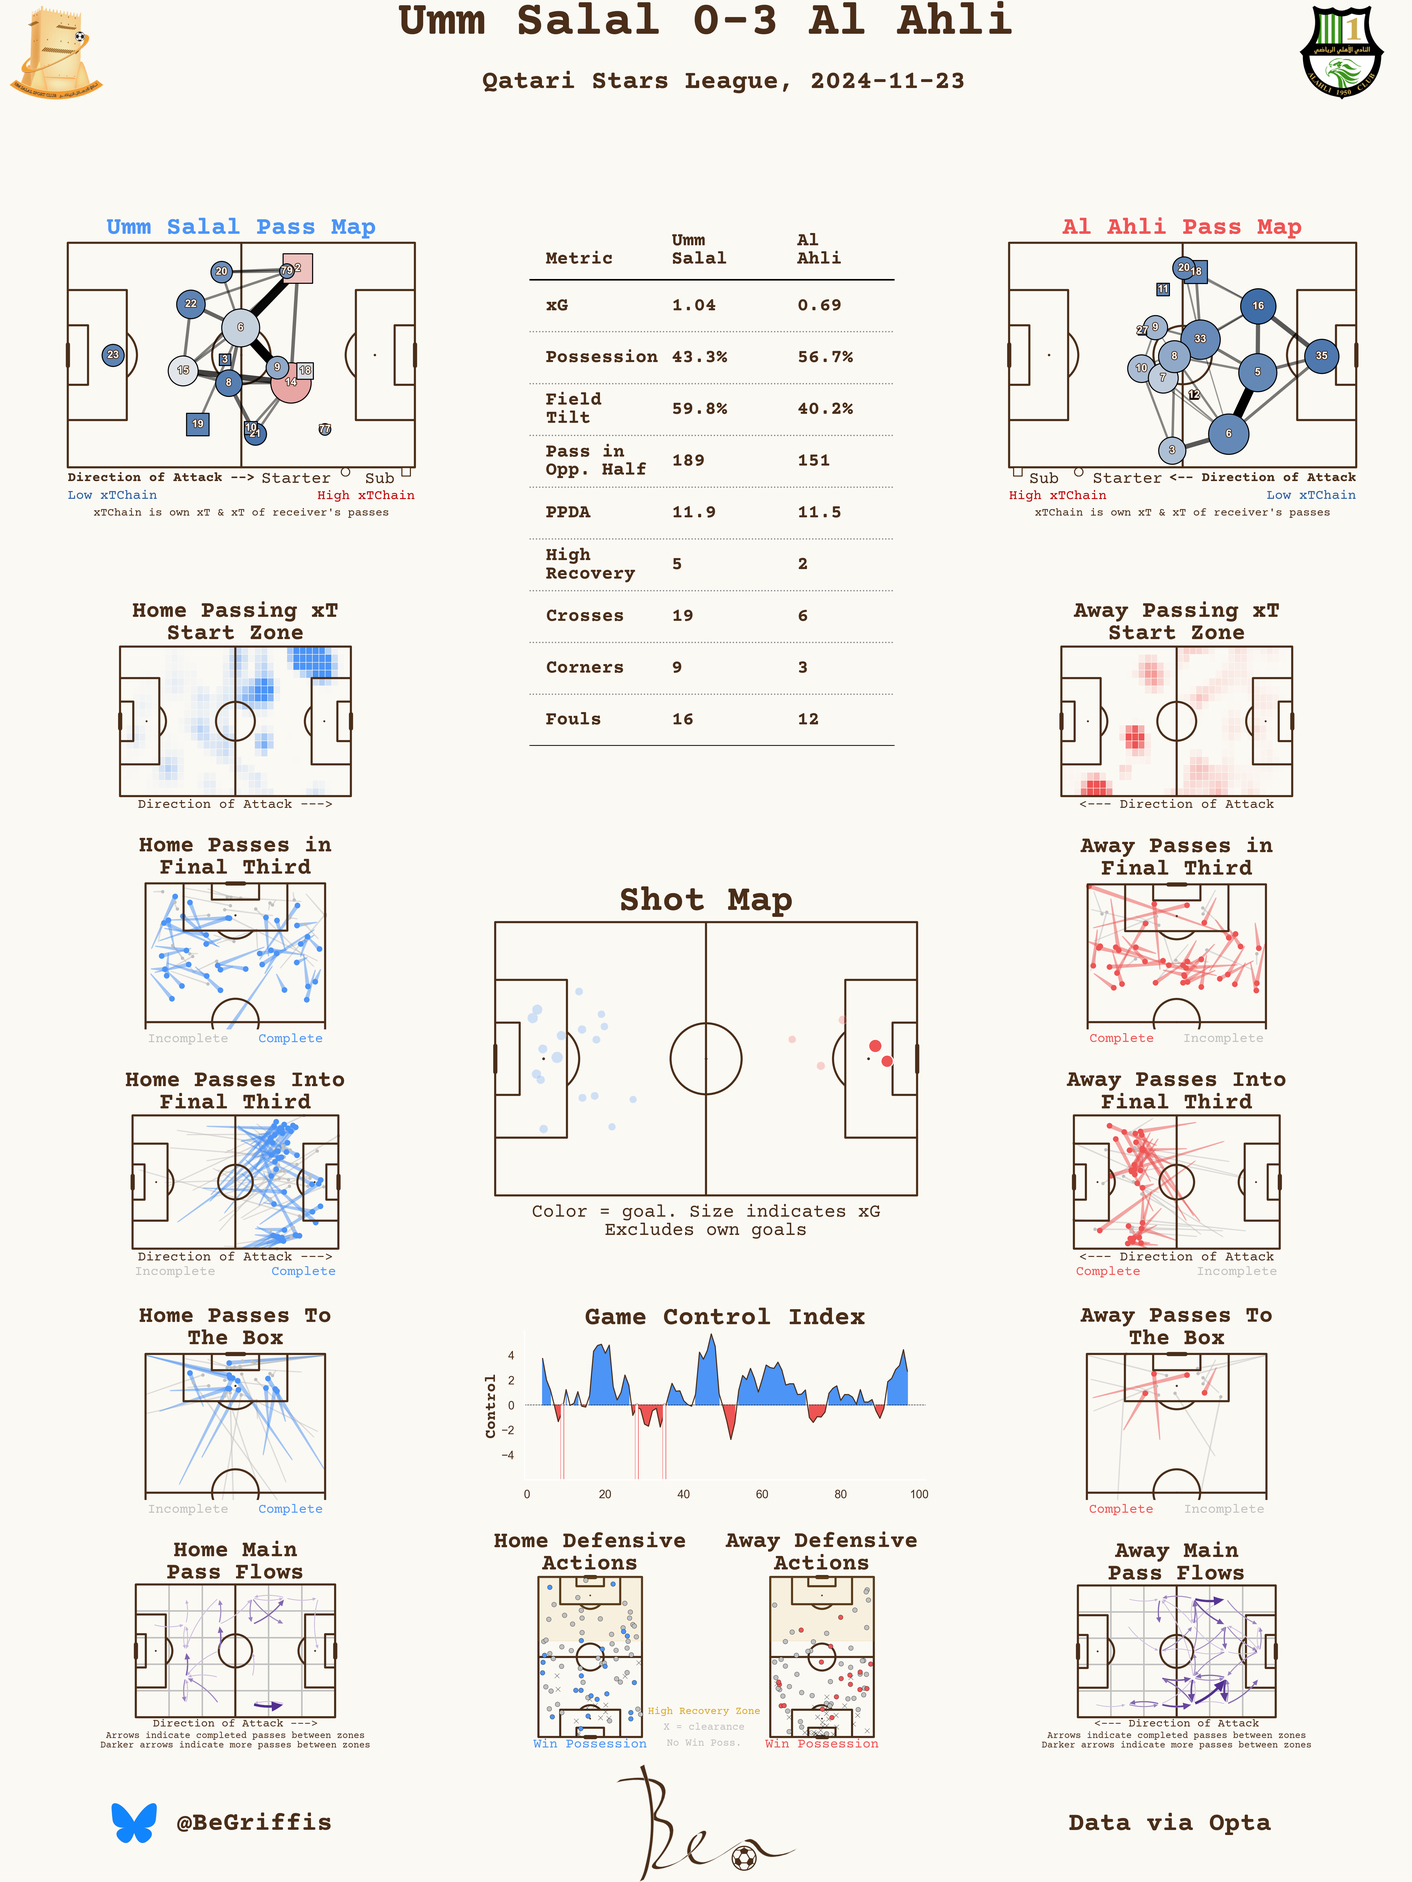 Umm Salal 0-3 Al Ahli
Qatari Stars League, 2024-11-23
النادي الأهلي الرياضي
ALAHLI 1950 CLUB
Umm Salal Pass Map
20
79
2
22
6
23
3
15
9
18
8
14
19
10
21
77
Direction of Attack --> Starter Sub
Low xTChain High xTChain
xTChain is own xT & xT of receiver's passes
Metric Umm Salal Al Ahli
xG 1.04 0.69
Possession 43.3% 56.7%
Field Tilt 59.8% 40.2%
Pass in Opp. Half 189 151
PPDA 11.9 11.5
High Recovery 5 2
Crosses 19 6
Corners 9 3
Fouls 16 12
Al Ahli Pass Map
20
18
11
16
27
9
33
8
35
10
7
5
12
6
3
Sub Starter <-- Direction of Attack
High xTChain Low xTChain
xTChain is own xT & xT of receiver's passes
Home Passing xT
Start Zone
Direction of Attack --->
Away Passing xT
Start Zone
<--- Direction of Attack
Home Passes in
Final Third
Incomplete Complete
Away Passes in
Final Third
Complete Incomplete
Shot Map
Color = goal. Size indicates xG
Excludes own goals
Home Passes Into
Final Third
Direction of Attack --->
Incomplete Complete
Away Passes Into
Final Third
<--- Direction of Attack
Complete Incomplete
Home Passes To
The Box
Incomplete Complete
Game Control Index
Control
4
2
0
−2
−4
0 20 40 60 80 100
Away Passes To
The Box
Complete Incomplete
Home Main
Pass Flows
Direction of Attack --->
Arrows indicate completed passes between zones
Darker arrows indicate more passes between zones
Home Defensive
Actions
Win Possession
High Recovery Zone
X = clearance
No Win Poss.
Away Defensive
Actions
Win Possession
Away Main
Pass Flows
<--- Direction of Attack
Arrows indicate completed passes between zones
Darker arrows indicate more passes between zones
@BeGriffis
Ben
Data via Opta